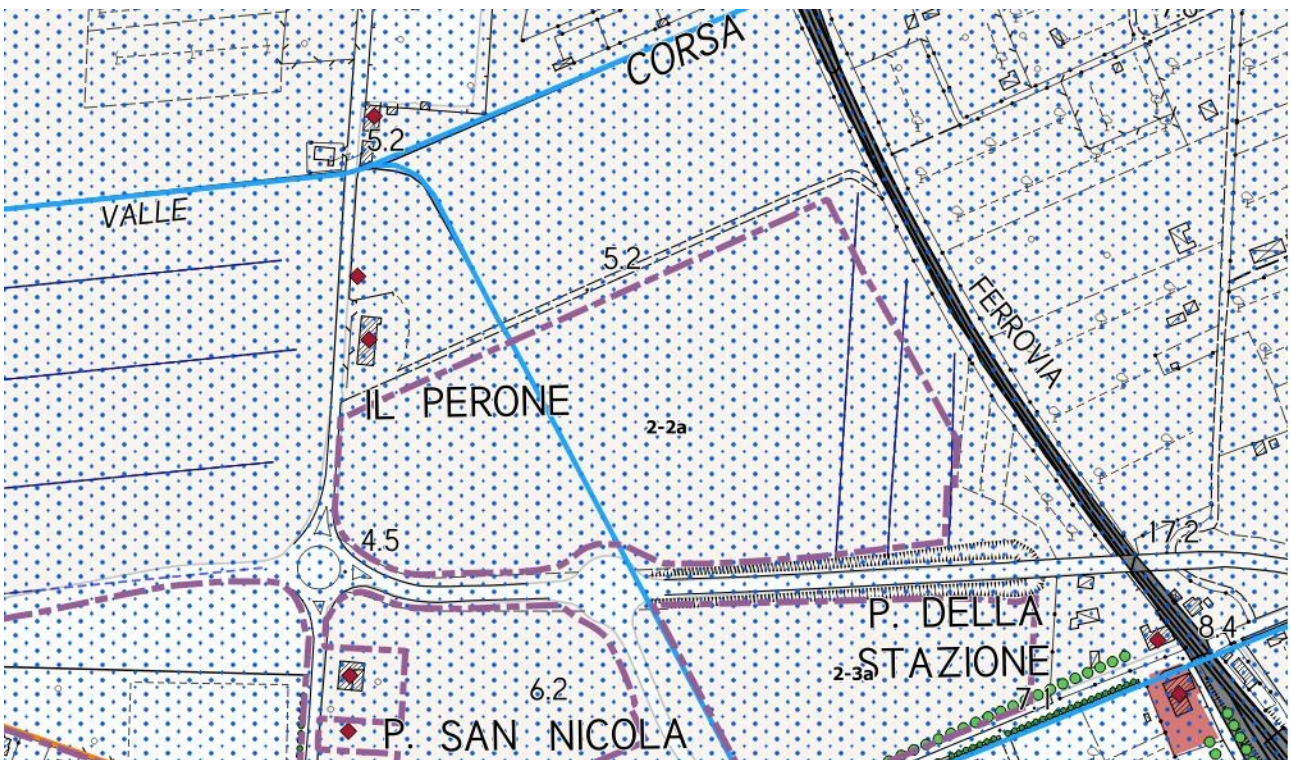 CORSA
5.2
VALLE
5.2
FERROVIA
IL PERONE
2-2a
4.5
17.2
P. DELLA
STAZIONE
2-3a
8.4
7.1
6.2
P. SAN NICOLA